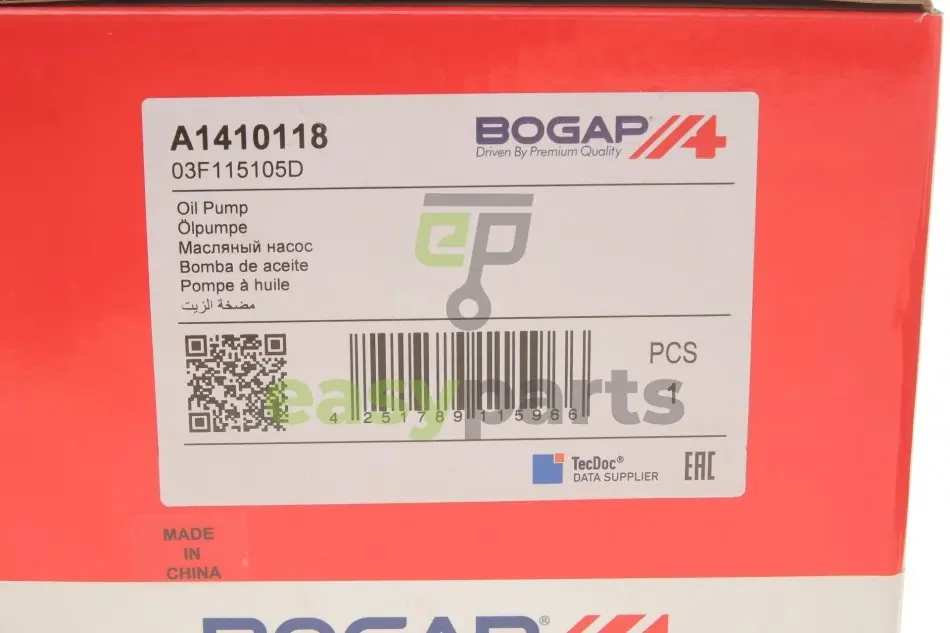 A1410118
03F115105D
BOGAP®
Driven By Premium Quality
Oil Pump
Ölpumpe
Масляный насос
Bomba de aceite
Pompe à huile
مضخة الزيت
ep
PCS
1
easyparts
4 251789 115966
TecDoc®
DATA SUPPLIER
EAC
MADE
IN
CHINA
BOGAP®